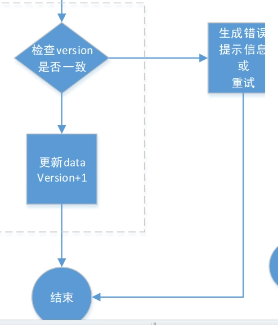 检查version
是否一致
生成错误
提示信息
或
重试
更新data
Version+1
结束